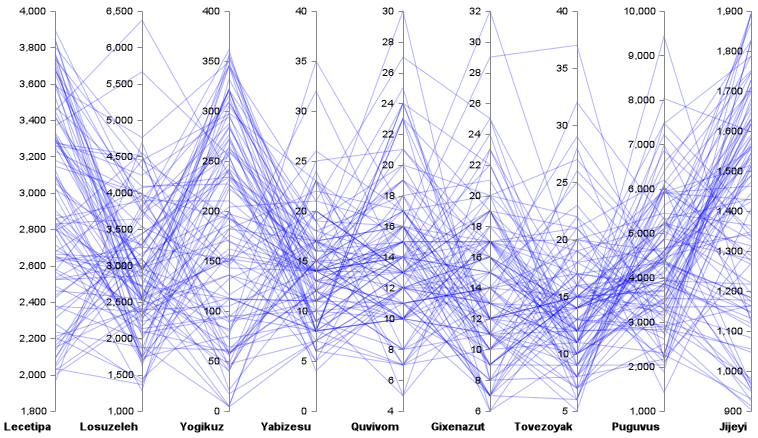 4,000 6,500 400 40 30 32 40 10,000 1,900
3,800 6,000 350 35 28 30 35 9,000 1,800
3,600 5,500 300 30 26 28 30 8,000 1,700
3,400 5,000 250 25 24 26 25 7,000 1,600
3,200 4,500 200 20 22 24 20 6,000 1,500
3,000 4,000 150 15 20 22 15 5,000 1,400
2,800 3,500 100 10 18 20 10 4,000 1,300
2,600 3,000 50 5 16 18 5 3,000 1,200
2,400 2,500 0 0 14 16 2,000 1,100
2,200 2,000 12 14 1,000 1,000
2,000 1,500 10 12 900
1,800 1,000 8 10
6 8
4 6
Lecetipa Losuzeleh Yogikuz Yabizesu Quvivom Gixenazut Tovezoyak Puguvus Jijeyi